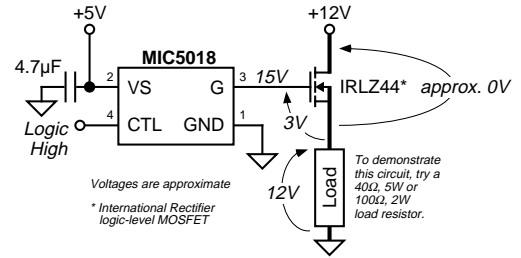 +5V
+12V
4.7µF
MIC5018
2
VS
G
3
15V
IRLZ44*
approx. 0V
Logic
High
4
CTL
GND
1
3V
Voltages are approximate
* International Rectifier
logic-level MOSFET
12V
Load
To demonstrate
this circuit, try a
40Ω, 5W or
100Ω, 2W
load resistor.